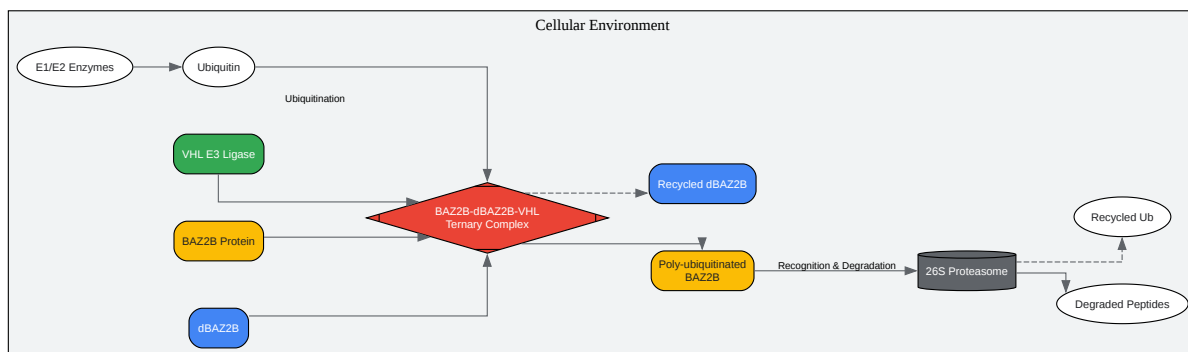 Cellular Environment
E1/E2 Enzymes
Ubiquitin
Ubiquitination
VHL E3 Ligase
BAZ2B Protein
dBAZ2B
BAZ2B-dBAZ2B-VHL
Ternary Complex
Recycled dBAZ2B
Poly-ubiquitinated
BAZ2B
Recognition & Degradation
26S Proteasome
Recycled Ub
Degraded Peptides